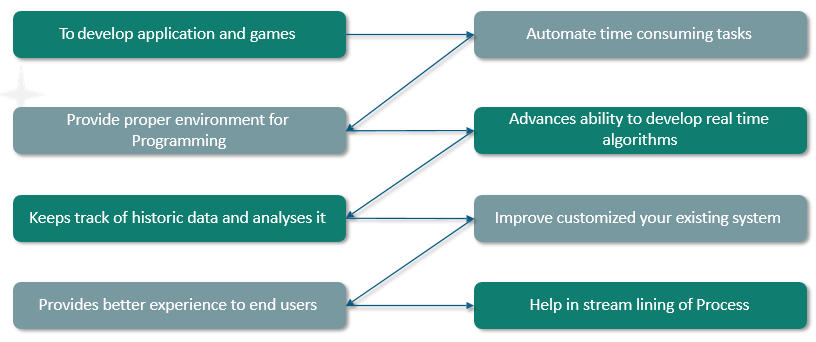 To develop application and games
Automate time consuming tasks
Provide proper environment for
Programming
Advances ability to develop real time
algorithms
Keeps track of historic data and analyses it
Improve customized your existing system
Provides better experience to end users
Help in stream lining of Process